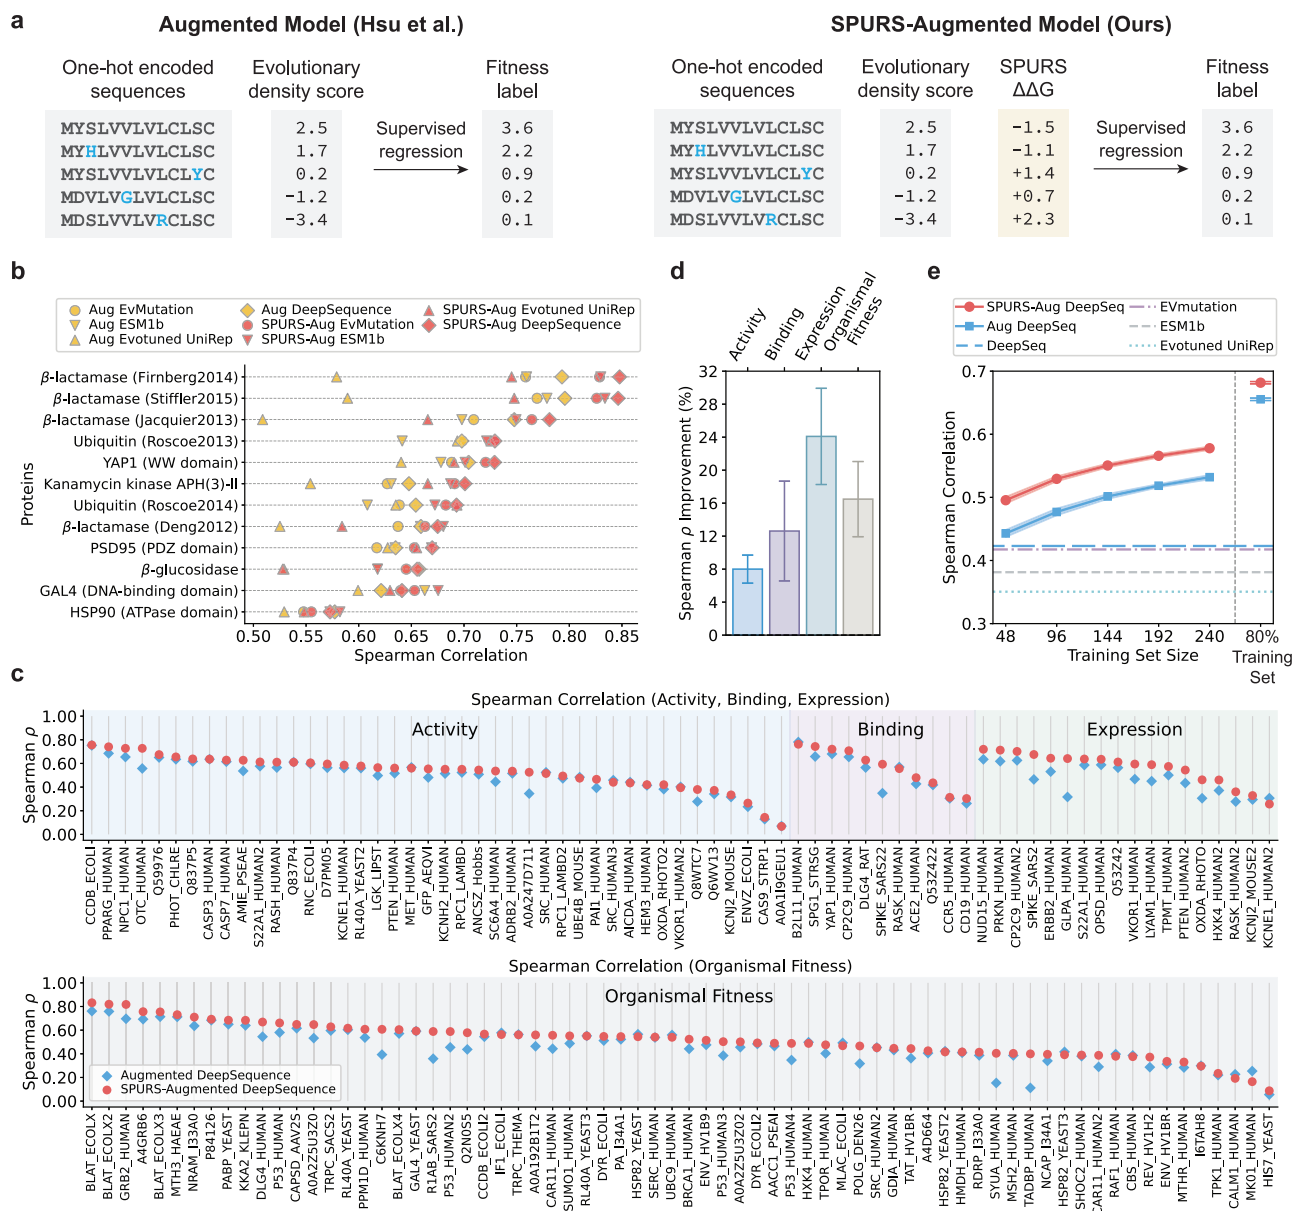 a
Augmented Model (Hsu et al.)
SPURS-Augmented Model (Ours)
One-hot encoded sequences
Evolutionary density score
Fitness label
MYSLVVLVLCLSC 2.5 3.6
MYHLVVLVLCLSC 1.7 2.2
MYSLVVLVLCLYC 0.2 0.9
MDVLVGLVLCLSC -1.2 0.2
MDSLVVLVRCLSC -3.4 0.1
Supervised regression
One-hot encoded sequences
Evolutionary density score
SPURS ΔΔG
Fitness label
MYSLVVLVLCLSC 2.5 -1.5 3.6
MYHLVVLVLCLSC 1.7 -1.1 2.2
MYSLVVLVLCLYC 0.2 +1.4 0.9
MDVLVGLVLCLSC -1.2 +0.7 0.2
MDSLVVLVRCLSC -3.4 +2.3 0.1
Supervised regression
b
Aug EvMutation
Aug ESM1b
Aug Evotuned UniRep
Aug DeepSequence
SPURS-Aug EvMutation
SPURS-Aug ESM1b
SPURS-Aug Evotuned UniRep
SPURS-Aug DeepSequence
Proteins
β-lactamase (Firnberg2014)
β-lactamase (Stiffler2015)
β-lactamase (Jacquier2013)
Ubiquitin (Roscoe2013)
YAP1 (WW domain)
Kanamycin kinase APH(3)-II
Ubiquitin (Roscoe2014)
β-lactamase (Deng2012)
PSD95 (PDZ domain)
β-glucosidase
GAL4 (DNA-binding domain)
HSP90 (ATPase domain)
0.50 0.55 0.60 0.65 0.70 0.75 0.80 0.85
Spearman Correlation
d
Activity
Binding
Expression
Organismal Fitness
Spearman ρ Improvement (%)
32
28
24
20
16
12
8
4
0
e
SPURS-Aug DeepSeq
Aug DeepSeq
DeepSeq
EVmutation
ESM1b
Evotuned UniRep
Spearman Correlation
0.7
0.6
0.5
0.4
0.3
48 96 144 192 240
80% Training Set
Training Set Size
c
Spearman Correlation (Activity, Binding, Expression)
Activity
Binding
Expression
Spearman ρ
1.00
0.80
0.60
0.40
0.20
0.00
CCDB_ECOLI
PPARG_HUMAN
NPC1_HUMAN
OTC_HUMAN
Q59976
PHOT_CHLRE
Q837P5
CASP3_HUMAN
CASP7_HUMAN
AMIE_PSEAE
S22A1_HUMAN2
RASH_HUMAN
Q837P4
RNC_ECOLI
D7PM05
KCNE1_HUMAN
RL40A_YEAST2
LGK_LIPST
PTEN_HUMAN
MET_HUMAN
GFP_AEQVI
KCNH2_HUMAN
RPC1_LAMBD
ANCSZ_Hobbs
SC6A4_HUMAN
ADRB2_HUMAN
A0A247D711
SRC_HUMAN
RPC1_LAMBD2
UBE4B_MOUSE
PAI1_HUMAN
SRC_HUMAN3
AICDA_HUMAN
HEM3_HUMAN
OXDA_RHOTO2
VKOR1_HUMAN2
Q8WTC7
Q6WV13
KCNJ2_MOUSE
ENVZ_ECOLI
CAS9_STRP1
A0A1I9GEU1
B2L11_HUMAN
SPG1_STRSG
YAP1_HUMAN
CP2C9_HUMAN
DLG4_RAT
SPIKE_SARS22
RASK_HUMAN
ACE2_HUMAN
Q53Z422
CCR5_HUMAN
CD19_HUMAN
NUD15_HUMAN
PRKN_HUMAN
CP2C9_HUMAN
SPIKE_SARS2
ERBB2_HUMAN
GLPA_HUMAN
S22A1_HUMAN
OPSD_HUMAN
Q53Z42
VKOR1_HUMAN
LYAM1_HUMAN
TPMT_HUMAN
PTEN_HUMAN2
OXDA_RHOTO
HXK4_HUMAN2
RASK_HUMAN2
KCNJ2_MOUSE2
KCNE1_HUMAN2
Spearman Correlation (Organismal Fitness)
Organismal Fitness
Spearman ρ
1.00
0.80
0.60
0.40
0.20
0.00
Augmented DeepSequence
SPURS-Augmented DeepSequence
BLAT_ECOLX
BLAT_ECOLX2
GRB2_HUMAN
A4GRB6
BLAT_ECOLX3
MTH3_HAEAE
NRAM_I33A0
P84126
PABP_YEAST
KKA2_KLEPN
DLG4_HUMAN
P53_HUMAN
CAPSD_AAV2S
A0A2Z5U3Z0
TRPC_SACS2
RL40A_YEAST
PPM1D_HUMAN
C6KNH7
BLAT_ECOLX4
GAL4_YEAST
R1AB_SARS2
P53_HUMAN2
Q2N0S5
CCDB_ECOLI2
IF1_ECOLI
TRPC_THEMA
A0A192B1T2
CAR11_HUMAN
SUMO1_HUMAN
RL40A_YEAST3
DYR_ECOLI
PA_I34A1
HSP82_YEAST
SERC_HUMAN
UBC9_HUMAN
BRCA1_HUMAN
ENV_HV1B9
P53_HUMAN3
A0A2Z5U3Z02
DYR_ECOLI2
AACC1_PSEAI
P53_HUMAN4
HXK4_HUMAN
TPOR_HUMAN
MLAC_ECOLI
POLG_DEN26
SRC_HUMAN2
GDIA_HUMAN
TAT_HV1BR
A4D664
HSP82_YEAST2
HMDH_HUMAN
RDRP_I33A0
SYUA_HUMAN
MSH2_HUMAN
TADBP_HUMAN
NCAP_I34A1
HSP82_YEAST3
SHOC2_HUMAN
CAR11_HUMAN2
RAF1_HUMAN
CBS_HUMAN
REV_HV1H2
ENV_HV1BR
MTHR_HUMAN
I6TAH8
TPK1_HUMAN
CALM1_HUMAN
MK01_HUMAN
HIS7_YEAST